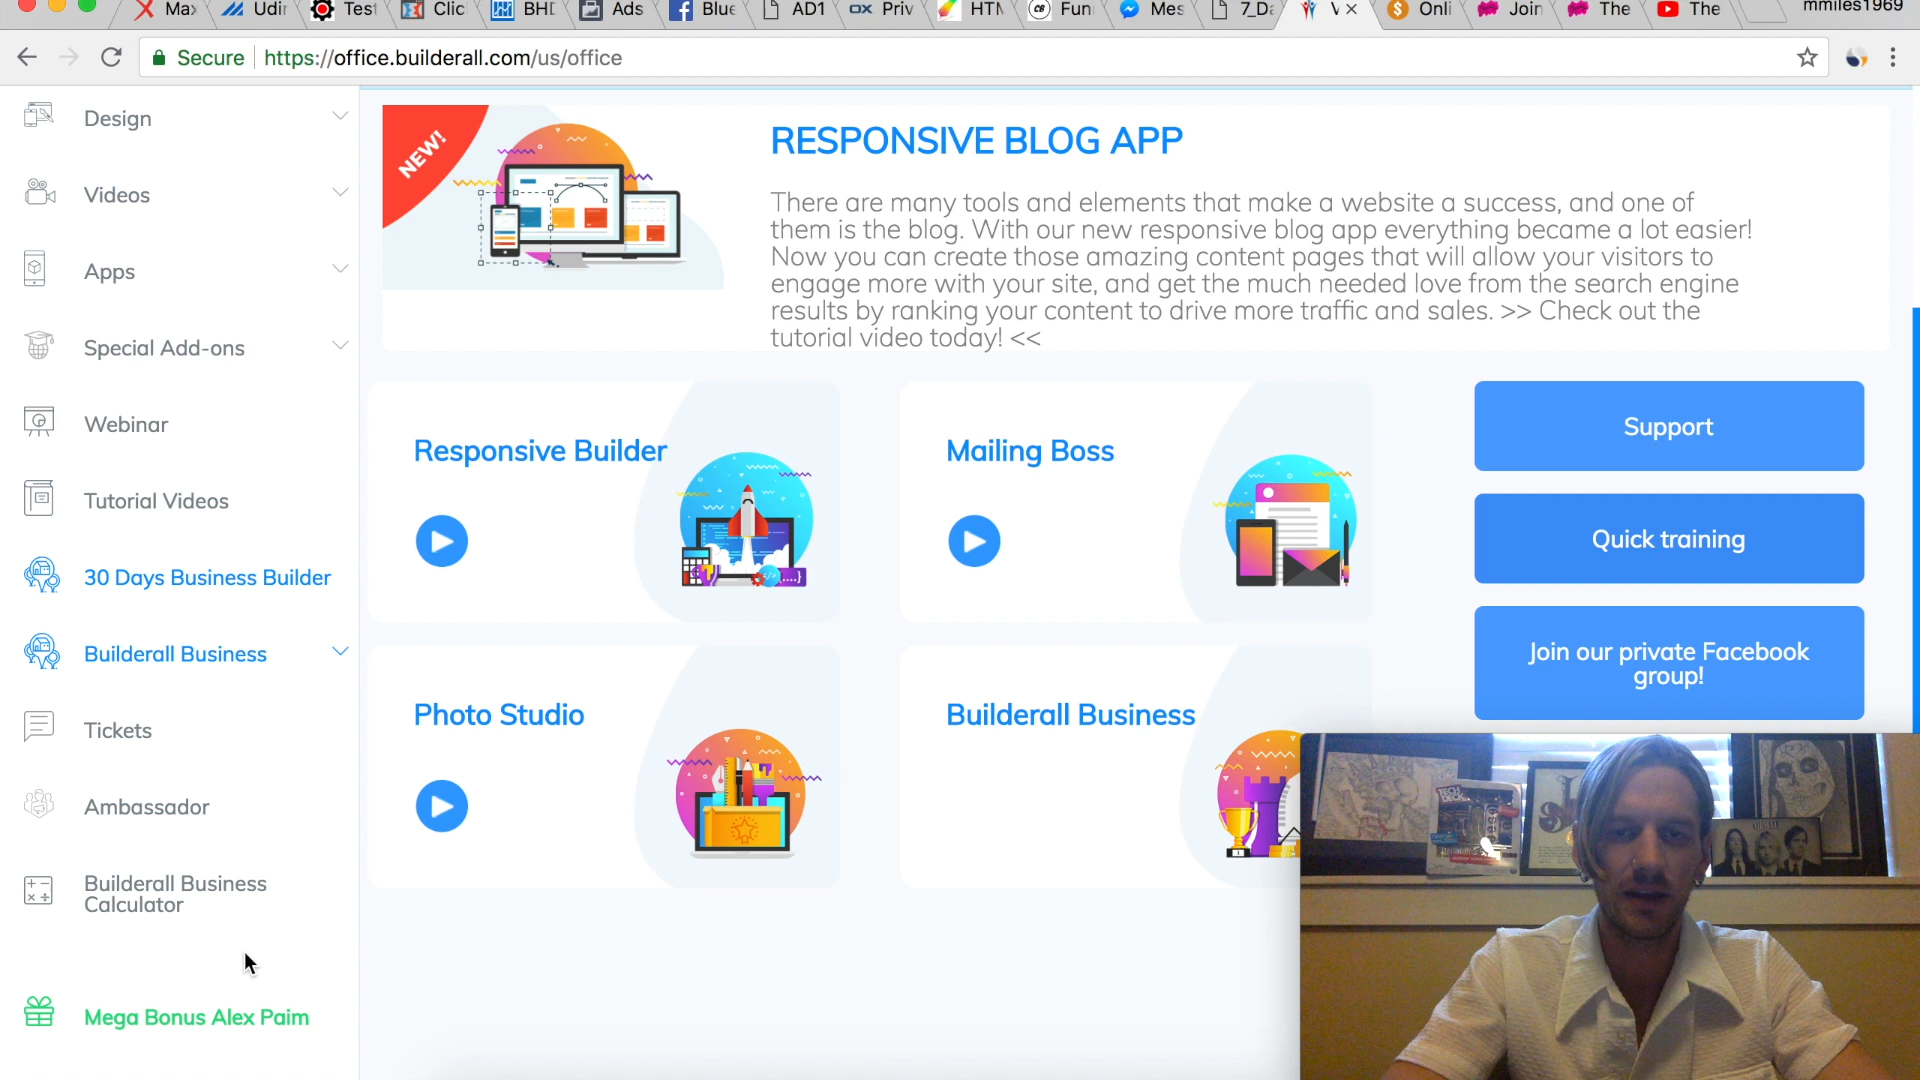 Max
Udir
Test
Clic
BHD
Ads
Blue
AD1
Priv
HTM
Fun
Mes
7_Da
V
Onli
Join
The
The
mmiles1969
Secure https://office.builderall.com/us/office
Design
Videos
Apps
Special Add-ons
Webinar
Tutorial Videos
30 Days Business Builder
Builderall Business
Tickets
Ambassador
Builderall Business
Calculator
Mega Bonus Alex Paim
NEW!
RESPONSIVE BLOG APP
There are many tools and elements that make a website a success, and one of
them is the blog. With our new responsive blog app everything became a lot easier!
Now you can create those amazing content pages that will allow your visitors to
engage more with your site, and get the much needed love from the search engine
results by ranking your content to drive more traffic and sales. >> Check out the
tutorial video today! <<
Responsive Builder
Mailing Boss
Photo Studio
Builderall Business
Support
Quick training
Join our private Facebook
group!
TECH
DECK